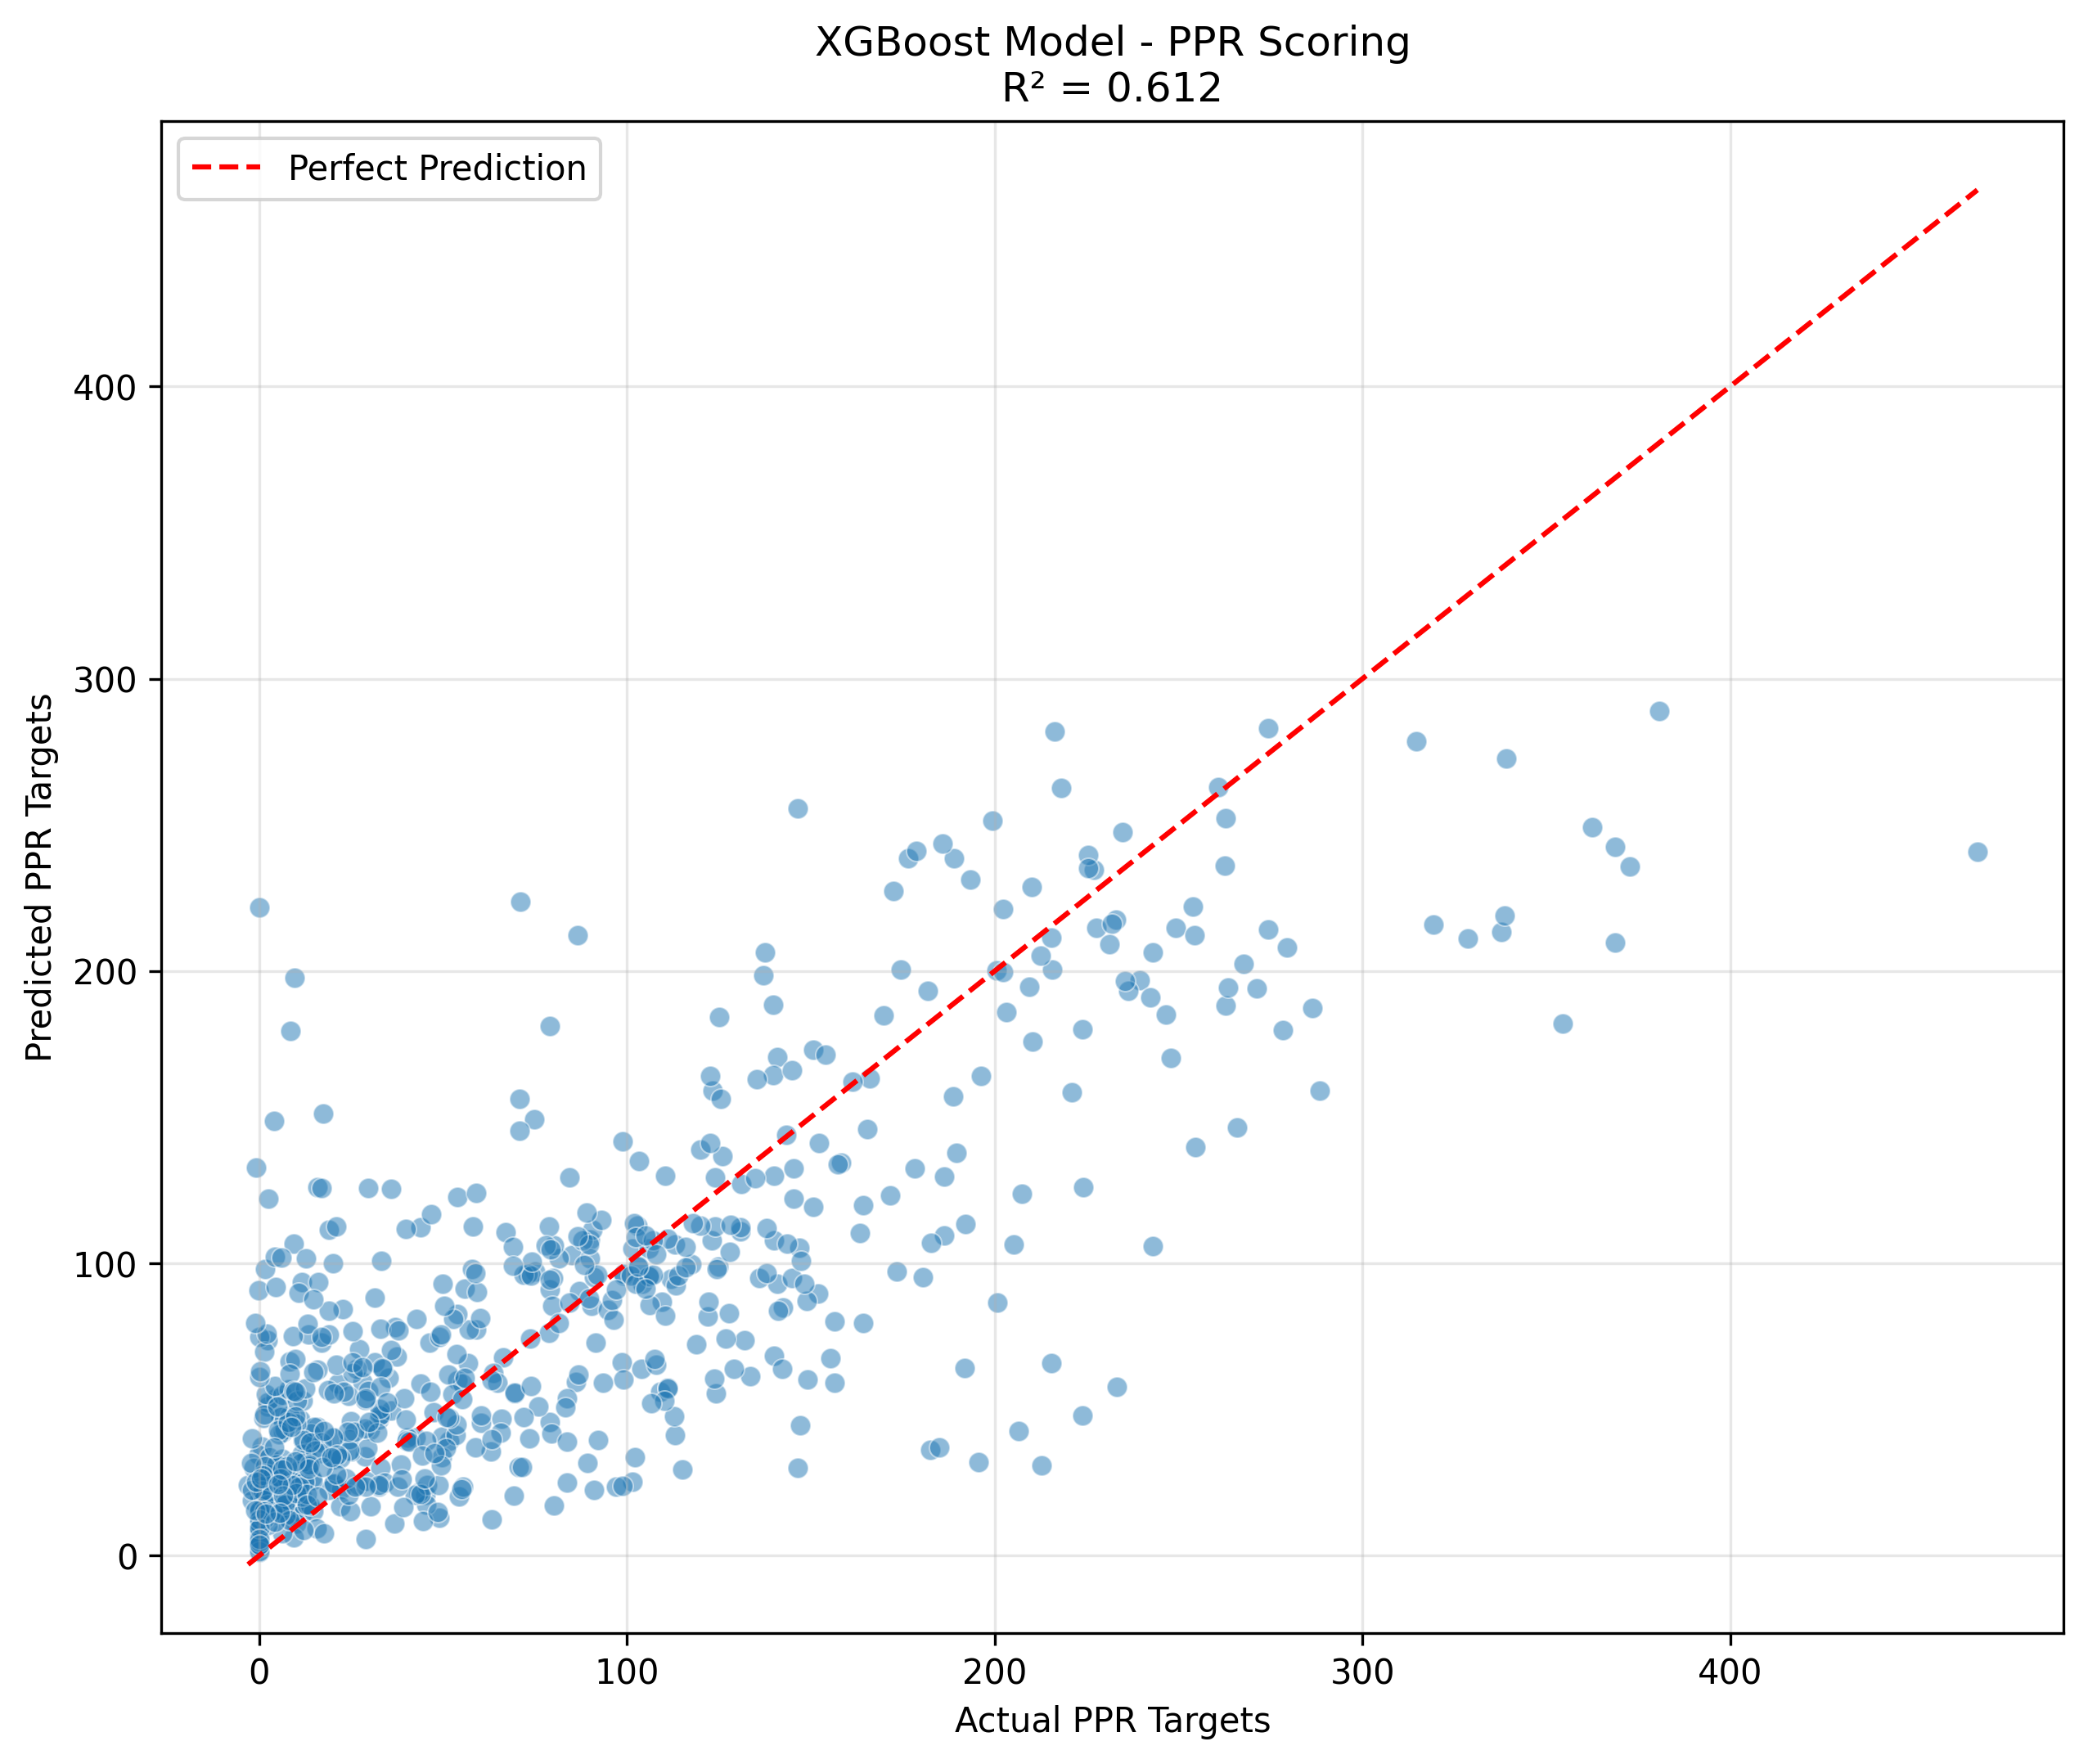 XGBoost Model - PPR Scoring
R² = 0.612
Perfect Prediction
Predicted PPR Targets
400
300
200
100
0
0
100
200
300
400
Actual PPR Targets